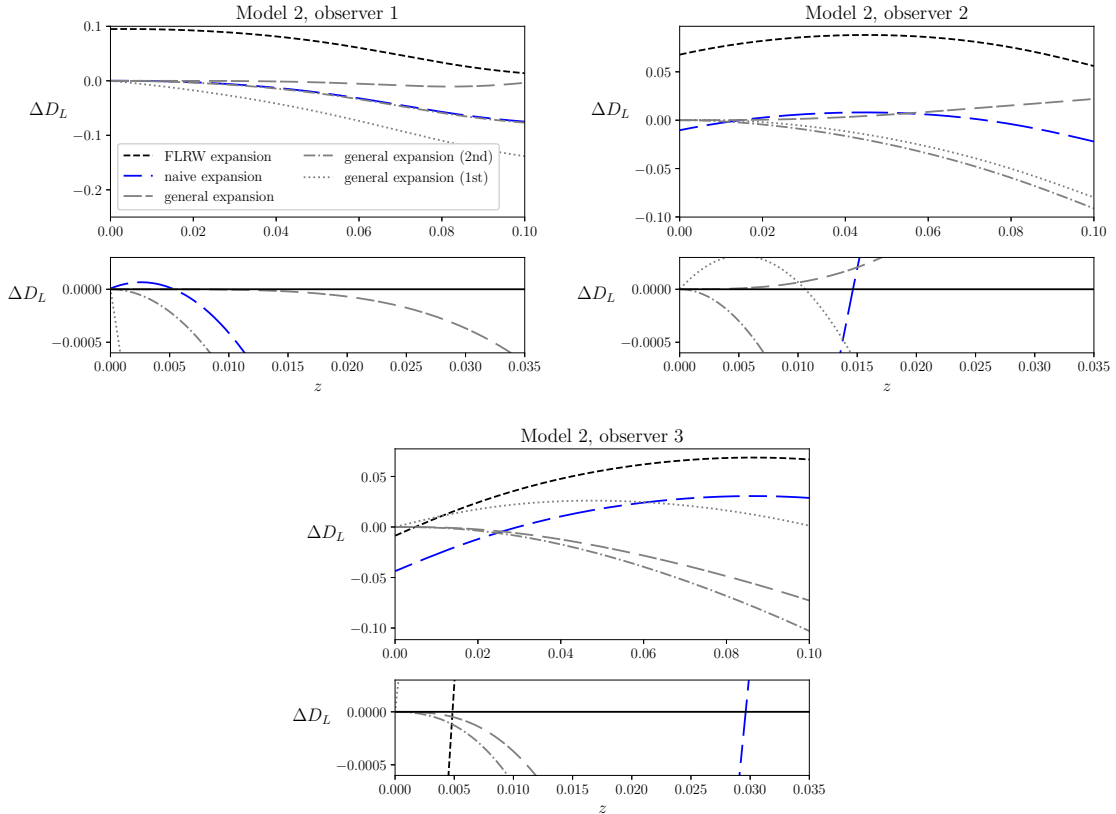 Model 2, observer 1
0.1
0.0
−0.1
−0.2
ΔD_L
FLRW expansion
naive expansion
general expansion
general expansion (2nd)
general expansion (1st)
0.00 0.02 0.04 0.06 0.08 0.10
0.0000
−0.0005
ΔD_L
0.000 0.005 0.010 0.015 0.020 0.025 0.030 0.035
z
Model 2, observer 2
0.05
0.00
−0.05
−0.10
ΔD_L
0.00 0.02 0.04 0.06 0.08 0.10
0.0000
−0.0005
ΔD_L
0.000 0.005 0.010 0.015 0.020 0.025 0.030 0.035
z
Model 2, observer 3
0.05
0.00
−0.05
−0.10
ΔD_L
0.00 0.02 0.04 0.06 0.08 0.10
0.0000
−0.0005
ΔD_L
0.000 0.005 0.010 0.015 0.020 0.025 0.030 0.035
z